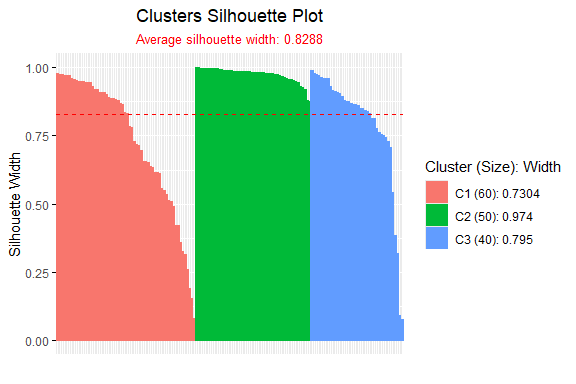 Clusters Silhouette Plot
Average silhouette width: 0.8288
1.00
0.75
0.50
0.25
0.00
Silhouette Width
Cluster (Size): Width
C1 (60): 0.7304
C2 (50): 0.974
C3 (40): 0.795